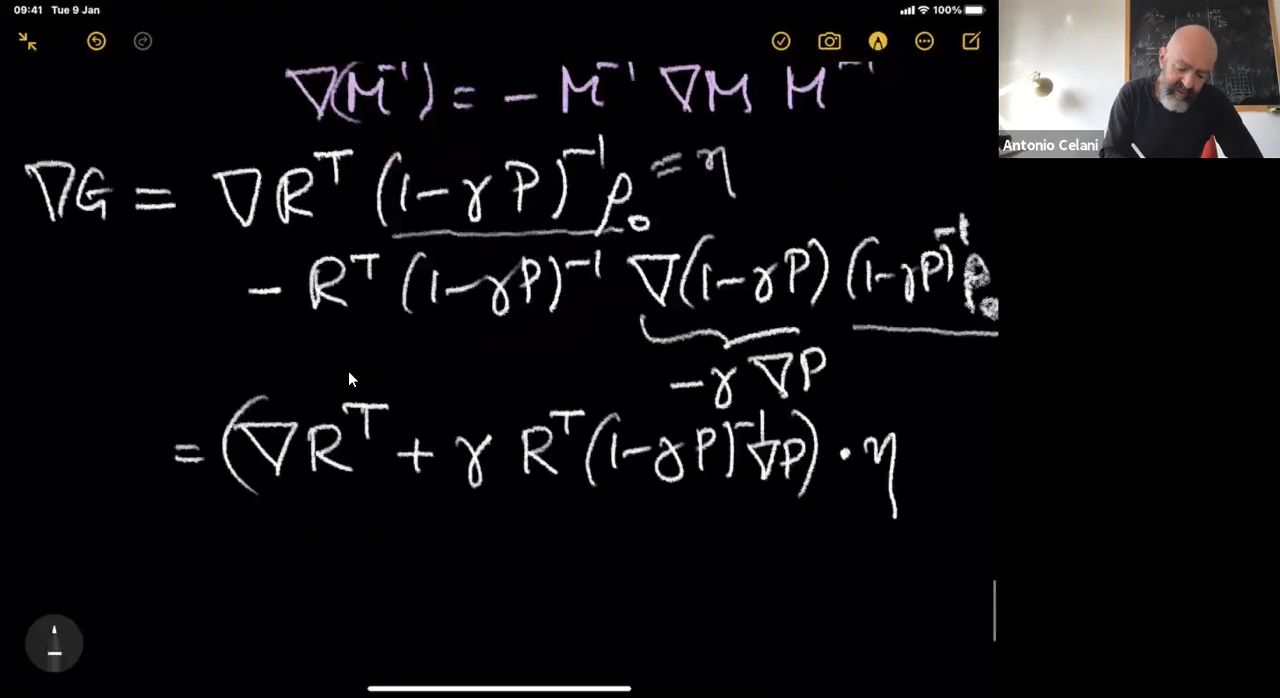 09:41 Tue 9 Jan
100%
Antonio Celani
∇(M⁻¹) = - M⁻¹ ∇M M⁻¹
∇G = ∇Rᵀ (1-γP)⁻¹ρ₀ = η
- Rᵀ (1-γP)⁻¹ ∇(1-γP) (1-γP)⁻¹ρ₀
-γ∇P
= (∇Rᵀ + γ Rᵀ(1-γP)⁻¹∇P) · η